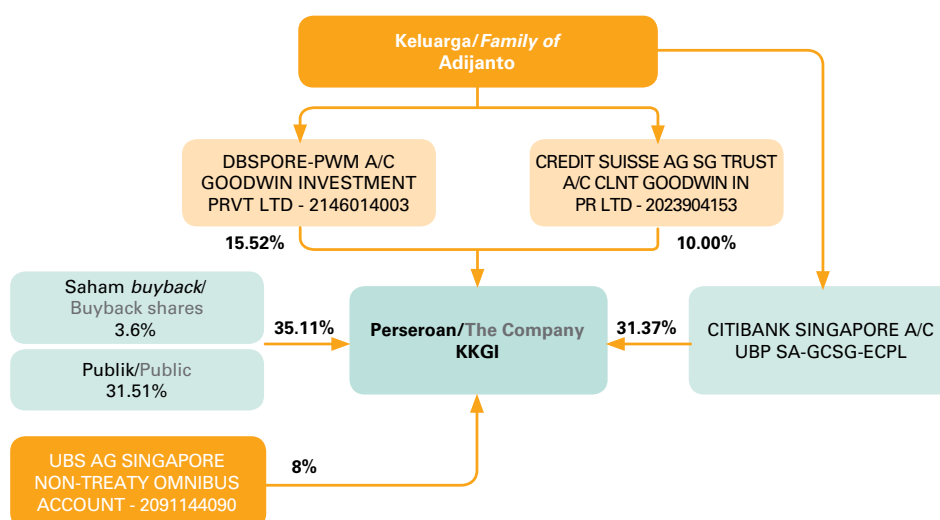 Keluarga/Family of
Adijanto
DBSPORE-PWM A/C
GOODWIN INVESTMENT
PRVT LTD - 2146014003
CREDIT SUISSE AG SG TRUST
A/C CLNT GOODWIN IN
PR LTD - 2023904153
15.52%
10.00%
Saham buyback/
Buyback shares
3.6%
35.11%
Publik/Public
31.51%
Perseroan/The Company
KKGI
31.37%
CITIBANK SINGAPORE A/C
UBP SA-GCSG-ECPL
UBS AG SINGAPORE
NON-TREATY OMNIBUS
ACCOUNT - 2091144090
8%